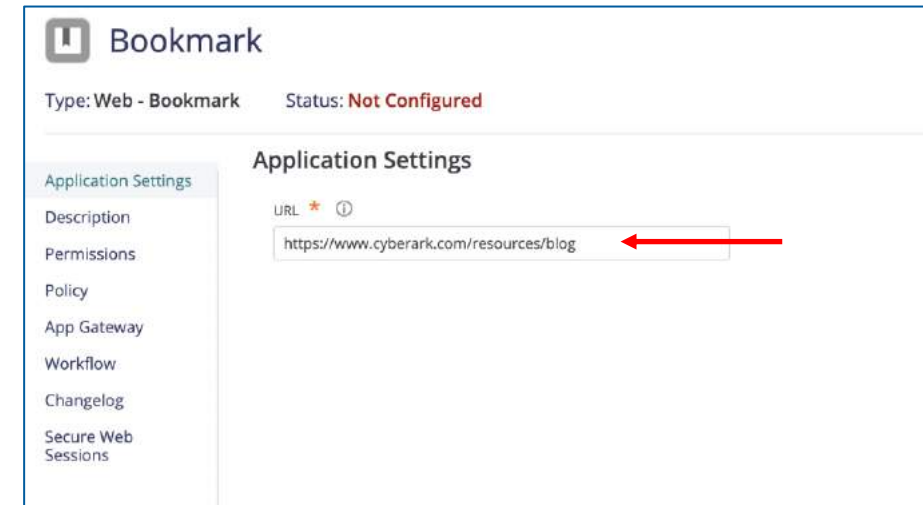 Bookmark
Type: Web - Bookmark Status: Not Configured
Application Settings
Description
Permissions
Policy
App Gateway
Workflow
Changelog
Secure Web
Sessions
Application Settings
URL *
https://www.cyberark.com/resources/blog